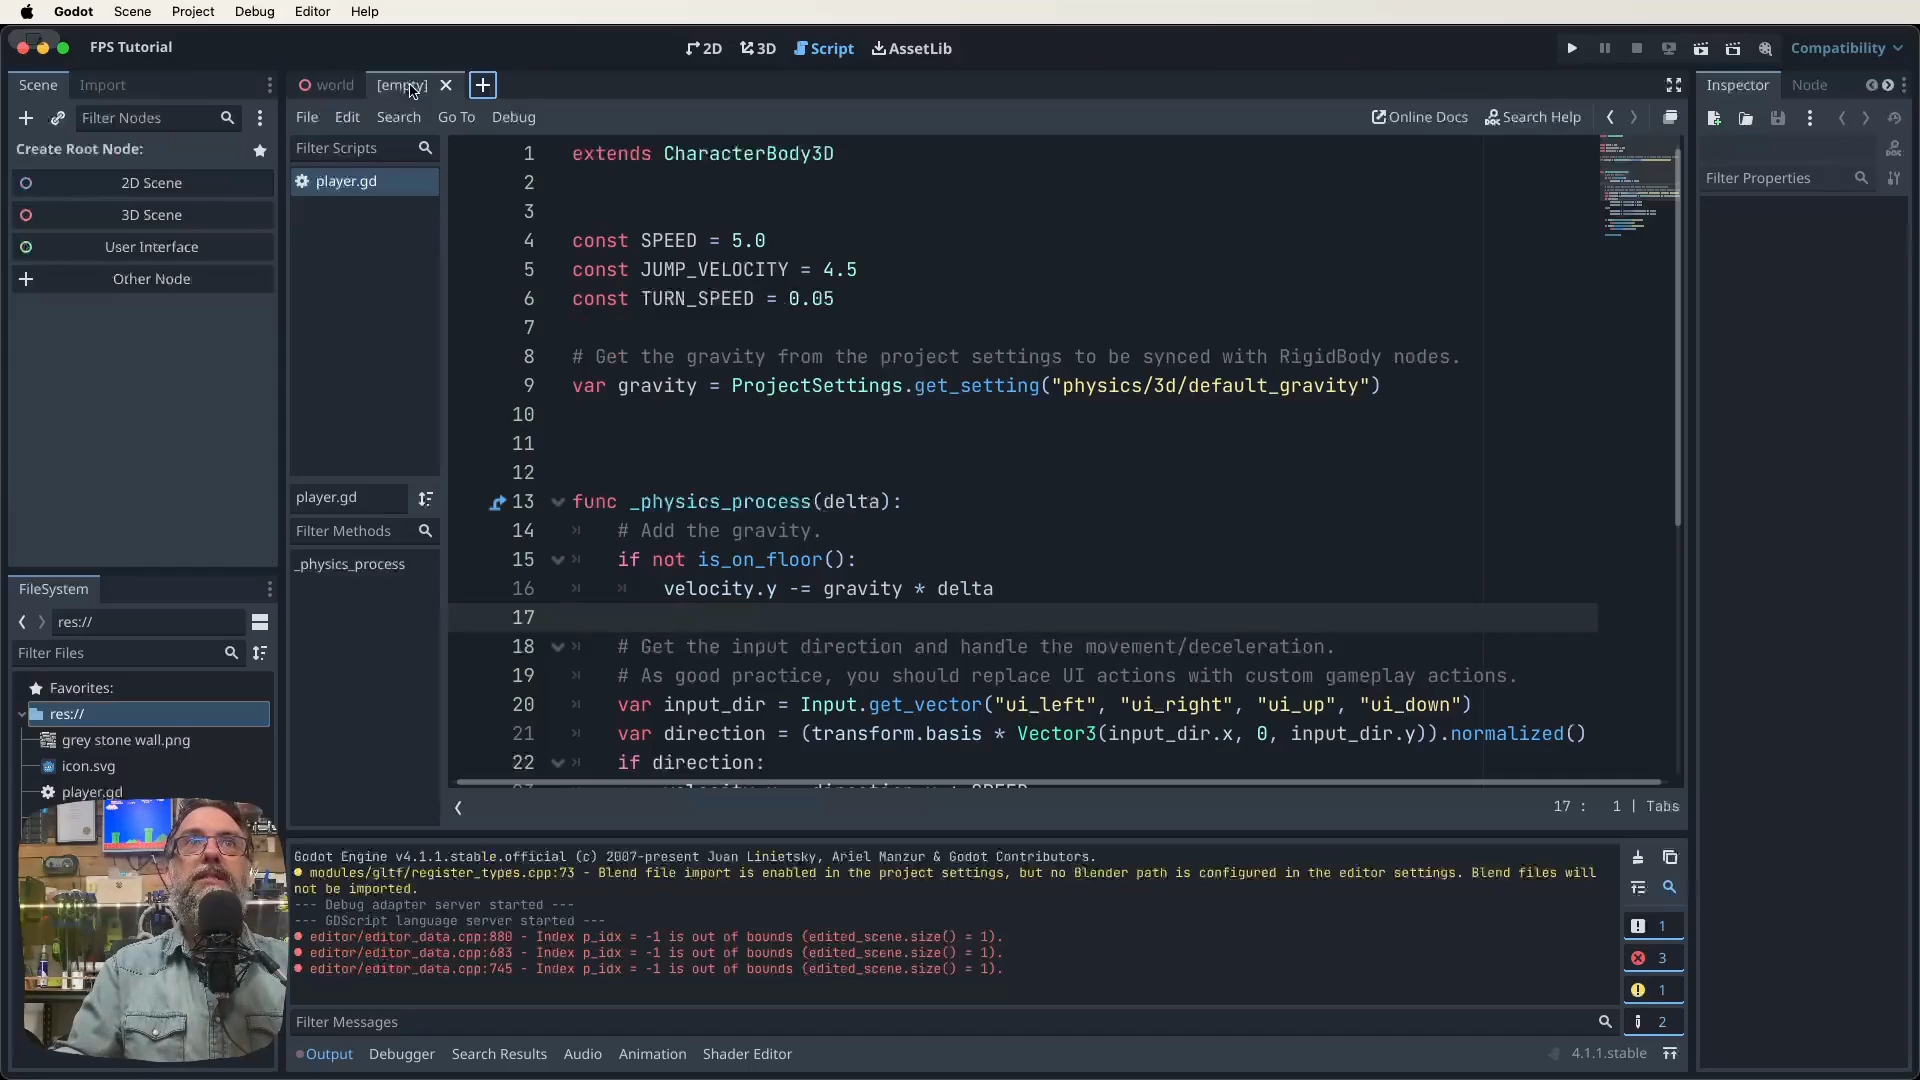 Godot Scene Project Debug Editor Help
FPS Tutorial
2D 3D Script AssetLib
Compatibility
Scene Import
world [empty]
Inspector Node
Filter Nodes
File Edit Search Go To Debug
Online Docs Search Help
Create Root Node:
Filter Scripts
Filter Properties
2D Scene
3D Scene
User Interface
Other Node
player.gd
player.gd
Filter Methods
_physics_process
1 extends CharacterBody3D
2
3
4 const SPEED = 5.0
5 const JUMP_VELOCITY = 4.5
6 const TURN_SPEED = 0.05
7
8 # Get the gravity from the project settings to be synced with RigidBody nodes.
9 var gravity = ProjectSettings.get_setting("physics/3d/default_gravity")
10
11
12
13 func _physics_process(delta):
14 # Add the gravity.
15 if not is_on_floor():
16 velocity.y -= gravity * delta
17
18 # Get the input direction and handle the movement/deceleration.
19 # As good practice, you should replace UI actions with custom gameplay actions.
20 var input_dir = Input.get_vector("ui_left", "ui_right", "ui_up", "ui_down")
21 var direction = (transform.basis * Vector3(input_dir.x, 0, input_dir.y)).normalized()
22 if direction:
17 : 1 | Tabs
FileSystem
res://
Filter Files
Favorites:
res://
grey stone wall.png
icon.svg
player.gd
Godot Engine v4.1.1.stable.official (c) 2007-present Juan Linietsky, Ariel Manzur & Godot Contributors.
modules/gltf/register_types.cpp:73 - Blend file import is enabled in the project settings, but no Blender path is configured in the editor settings. Blend files will
not be imported.
--- Debug adapter server started ---
--- GDScript language server started ---
editor/editor_data.cpp:880 - Index p_idx = -1 is out of bounds (edited_scene.size() = 1).
editor/editor_data.cpp:683 - Index p_idx = -1 is out of bounds (edited_scene.size() = 1).
editor/editor_data.cpp:745 - Index p_idx = -1 is out of bounds (edited_scene.size() = 1).
1
3
1
2
Filter Messages
Output Debugger Search Results Audio Animation Shader Editor
4.1.1.stable